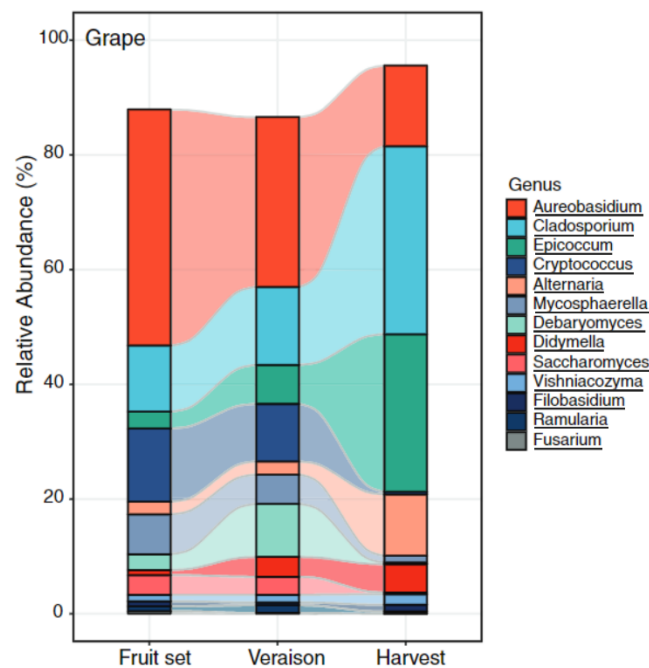 Grape
100
80
60
40
20
0
Relative Abundance (%)
Fruit set Veraison Harvest
Genus
Aureobasidium
Cladosporium
Epicoccum
Cryptococcus
Alternaria
Mycosphaerella
Debaryomyces
Didymella
Saccharomyces
Vishniacozyma
Filobasidium
Ramularia
Fusarium